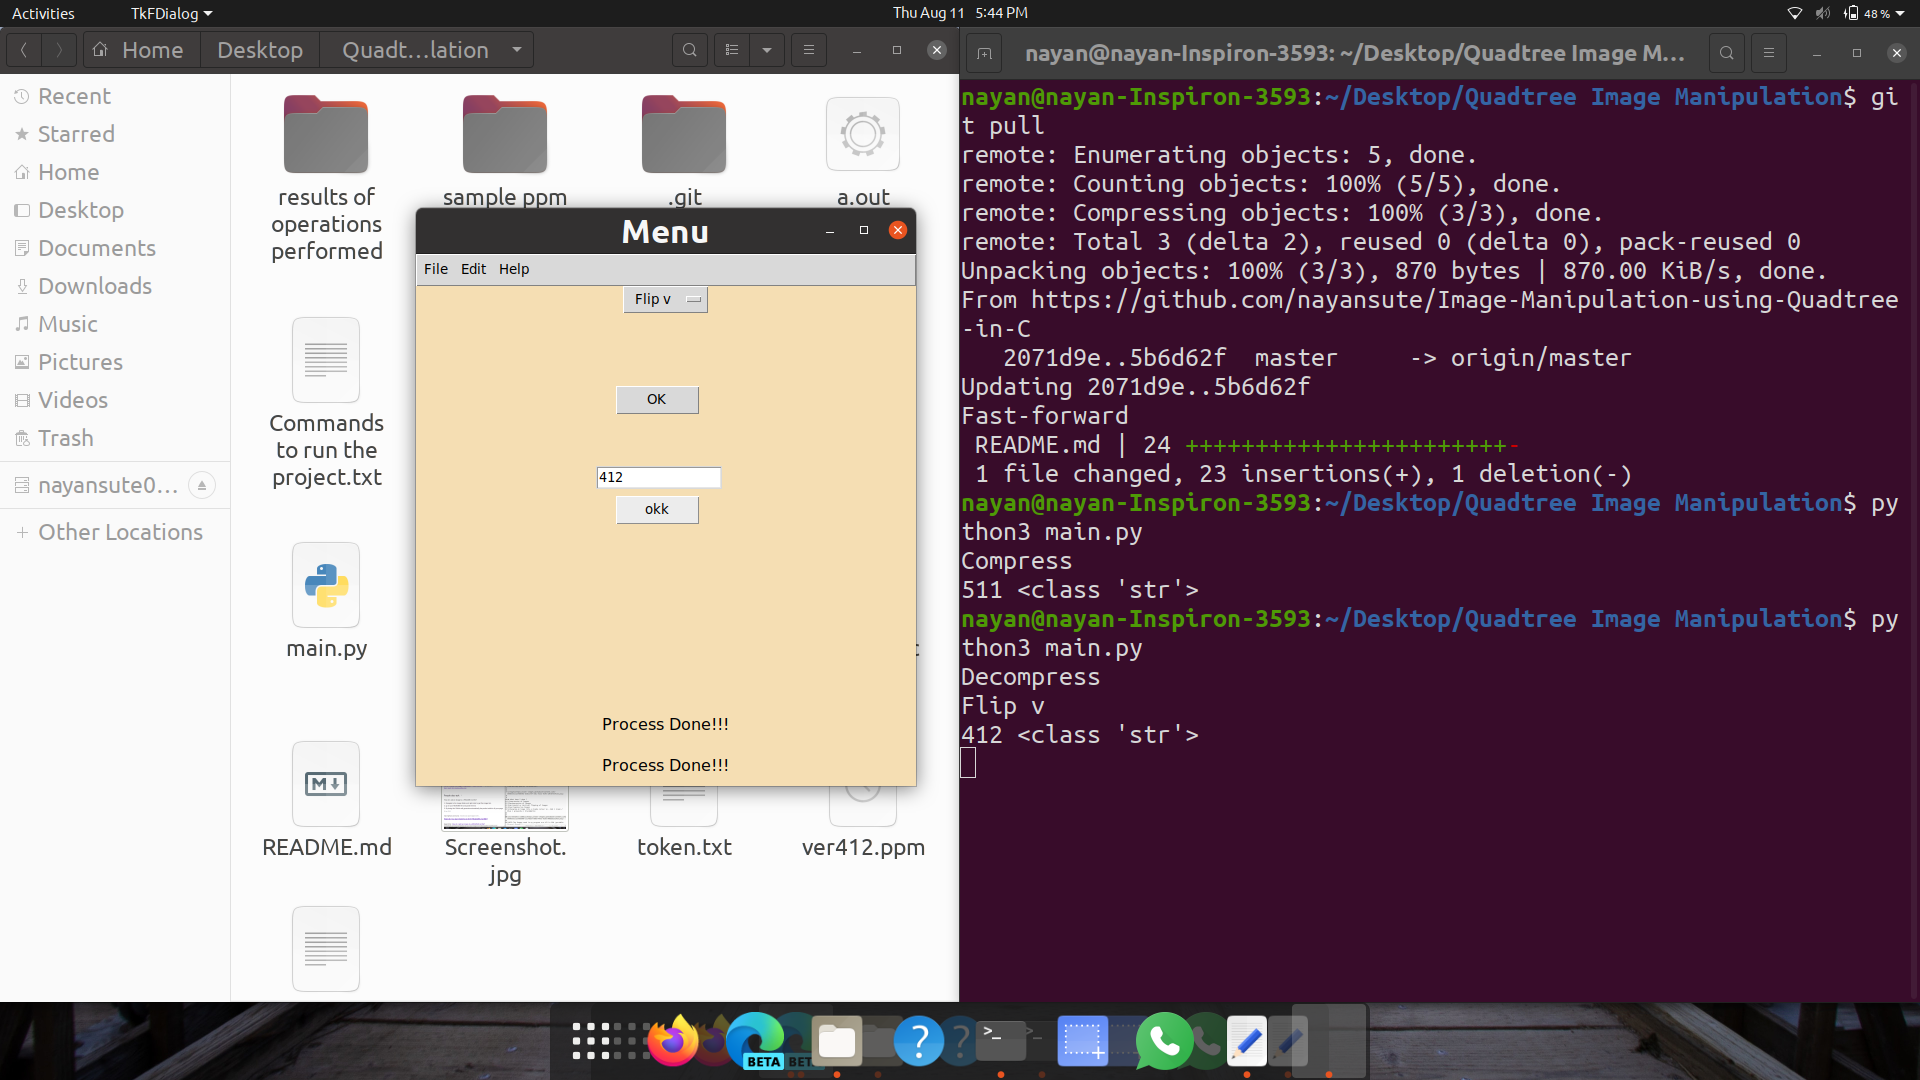 Activities
TkFDialog
Thu Aug 11 5:44 PM
48 %
Home
Desktop
Quadt...lation
Recent
Starred
Home
Desktop
Documents
Downloads
Music
Pictures
Videos
Trash
nayansute0...
Other Locations
results of
operations
performed
sample ppm
.git
a.out
Commands
to run the
project.txt
main.py
README.md
Screenshot.
jpg
token.txt
ver412.ppm
Menu
File Edit Help
Flip v
OK
412
okk
Process Done!!!
Process Done!!!
nayan@nayan-Inspiron-3593: ~/Desktop/Quadtree Image M...
nayan@nayan-Inspiron-3593:~/Desktop/Quadtree Image Manipulation$ gi
t pull
remote: Enumerating objects: 5, done.
remote: Counting objects: 100% (5/5), done.
remote: Compressing objects: 100% (3/3), done.
remote: Total 3 (delta 2), reused 0 (delta 0), pack-reused 0
Unpacking objects: 100% (3/3), 870 bytes | 870.00 KiB/s, done.
From https://github.com/nayansute/Image-Manipulation-using-Quadtree
-in-C
2071d9e..5b6d62f master -> origin/master
Updating 2071d9e..5b6d62f
Fast-forward
README.md | 24 +++++++++++++++++++++++-
1 file changed, 23 insertions(+), 1 deletion(-)
nayan@nayan-Inspiron-3593:~/Desktop/Quadtree Image Manipulation$ py
thon3 main.py
Compress
511 <class 'str'>
nayan@nayan-Inspiron-3593:~/Desktop/Quadtree Image Manipulation$ py
thon3 main.py
Decompress
Flip v
412 <class 'str'>
BETA